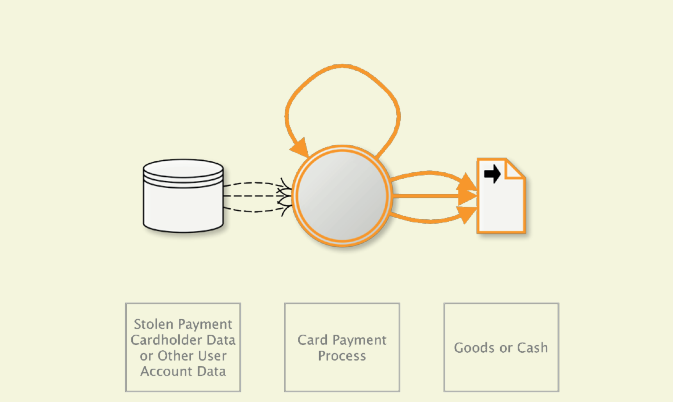 Stolen Payment
Cardholder Data
or Other User
Account Data
Card Payment
Process
Goods or Cash